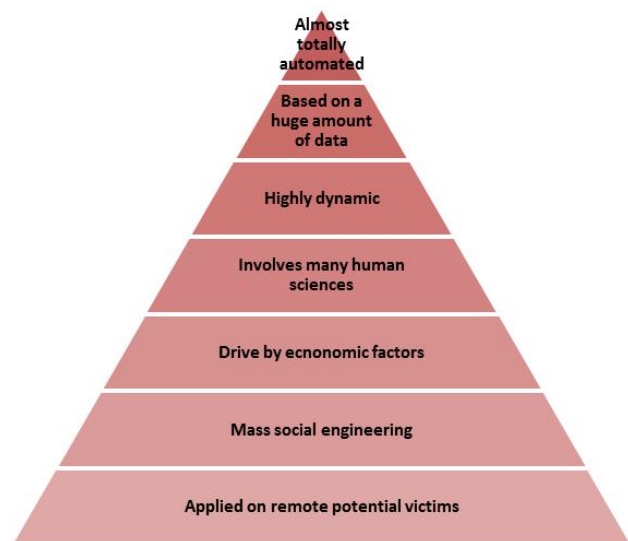 Almost
totally
automated
Based on a
huge amount
of data
Highly dynamic
Involves many human
sciences
Drive by ecnonomic factors
Mass social engineering
Applied on remote potential victims